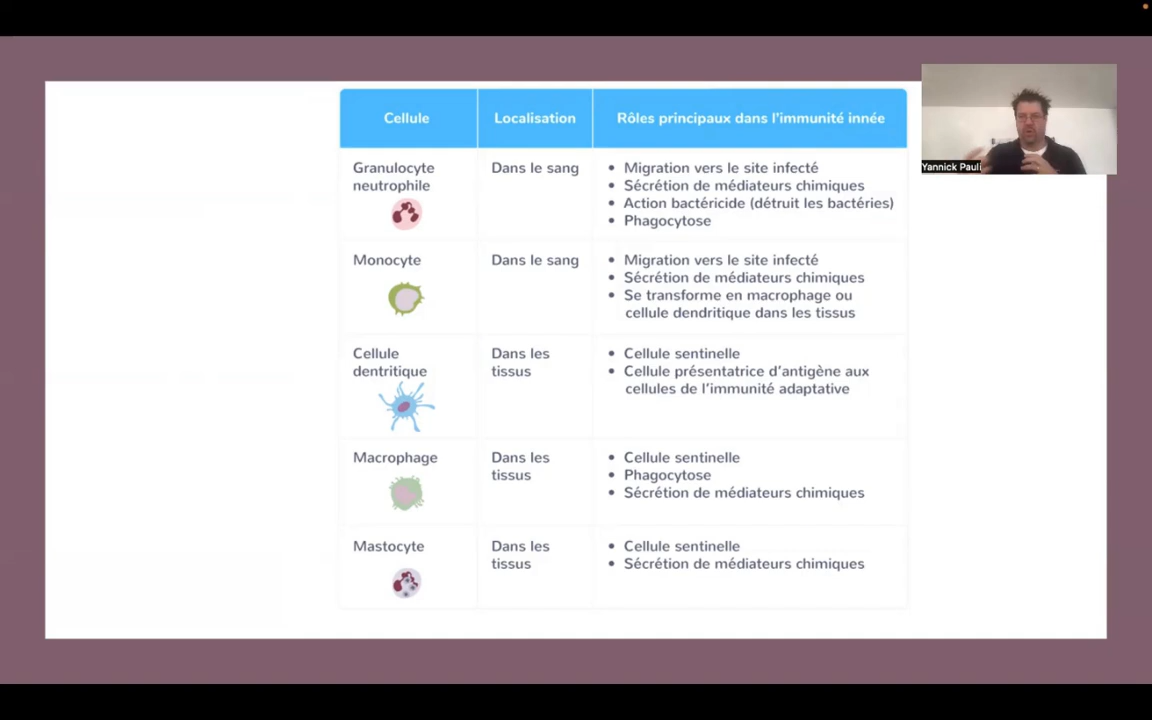 Cellule
Localisation
Rôles principaux dans l'immunité innée
Granulocyte
neutrophile
Dans le sang
• Migration vers le site infecté
• Sécrétion de médiateurs chimiques
• Action bactéricide (détruit les bactéries)
• Phagocytose
Monocyte
Dans le sang
• Migration vers le site infecté
• Sécrétion de médiateurs chimiques
• Se transforme en macrophage ou
cellule dendritique dans les tissus
Cellule
dentritique
Dans les
tissus
• Cellule sentinelle
• Cellule présentatrice d'antigène aux
cellules de l'immunité adaptative
Macrophage
Dans les
tissus
• Cellule sentinelle
• Phagocytose
• Sécrétion de médiateurs chimiques
Mastocyte
Dans les
tissus
• Cellule sentinelle
• Sécrétion de médiateurs chimiques
Yannick Pauli